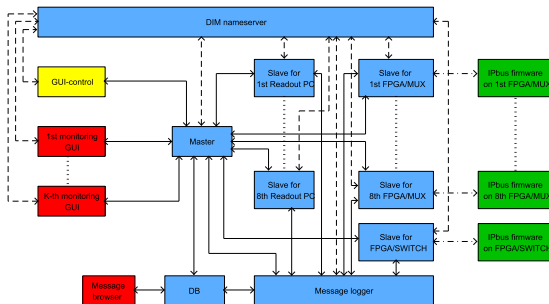 DIM nameserver
GUI-control
Slave for
1st Readout PC
Slave for
1st FPGA/MUX
IPbus firmware
on 1st FPGA/MUX
1st monitoring
GUI
Master
K-th monitoring
GUI
Slave for
8th Readout PC
Slave for
8th FPGA/MUX
IPbus firmware
on 8th FPGA/MUX
Slave for
FPGA/SWITCH
IPbus firmware
on FPGA/SWITCH
Message
browser
DB
Message logger